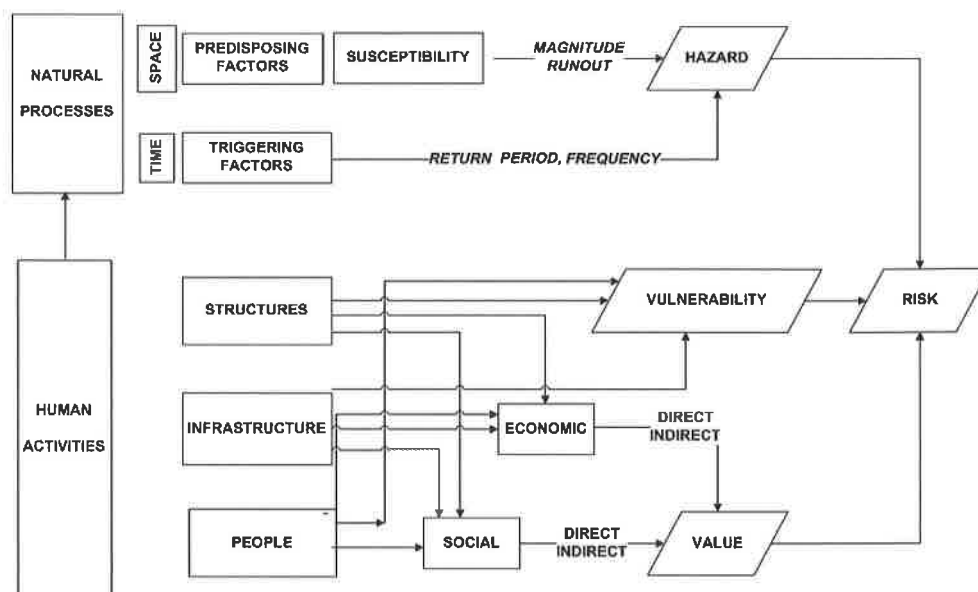 NATURAL
PROCESSES
SPACE
PREDISPOSING
FACTORS
SUSCEPTIBILITY
MAGNITUDE
RUNOUT
HAZARD
TIME
TRIGGERING
FACTORS
RETURN PERIOD, FREQUENCY
HUMAN
ACTIVITIES
STRUCTURES
VULNERABILITY
RISK
INFRASTRUCTURE
ECONOMIC
DIRECT
INDIRECT
PEOPLE
SOCIAL
DIRECT
INDIRECT
VALUE